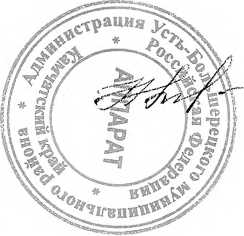 Администрация Усть-Большерецкого муниципального района
Российская Федерация
Камчатский край
АППАРАТ